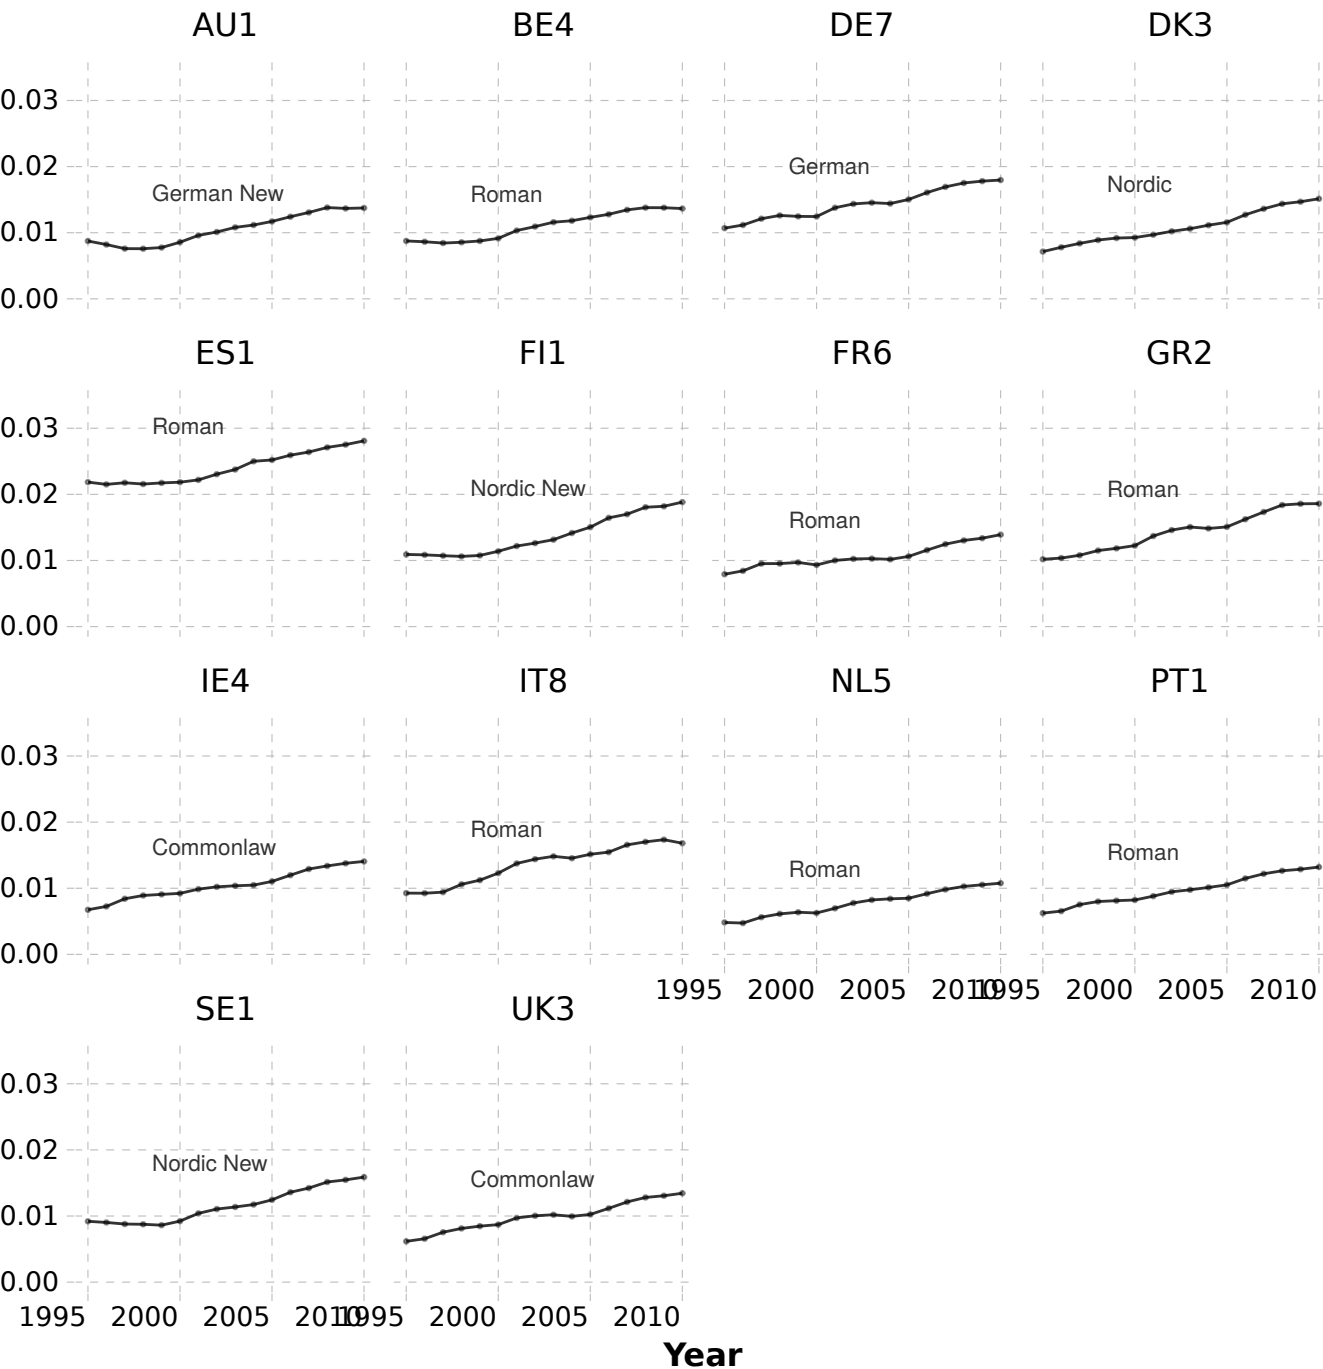 AU1 BE4 DE7 DK3
0.03
0.02
0.01
0.00
German New Roman German Nordic
ES1 FI1 FR6 GR2
0.03
0.02
0.01
0.00
Roman Nordic New Roman Roman
IE4 IT8 NL5 PT1
0.03
0.02
0.01
0.00
Commonlaw Roman Roman Roman
1995 2000 2005 2010 1995 2000 2005 2010
SE1 UK3
0.03
0.02
0.01
0.00
Nordic New Commonlaw
1995 2000 2005 2010 1995 2000 2005 2010
Year